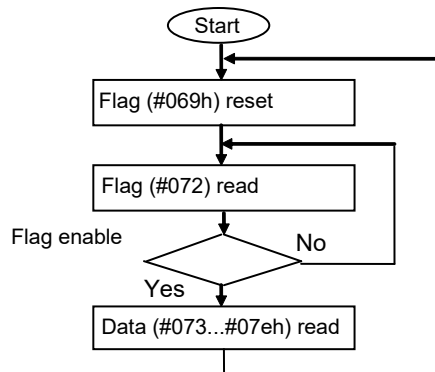 Start
Flag (#069h) reset
Flag (#072) read
Flag enable
No
Yes
Data (#073...#07eh) read